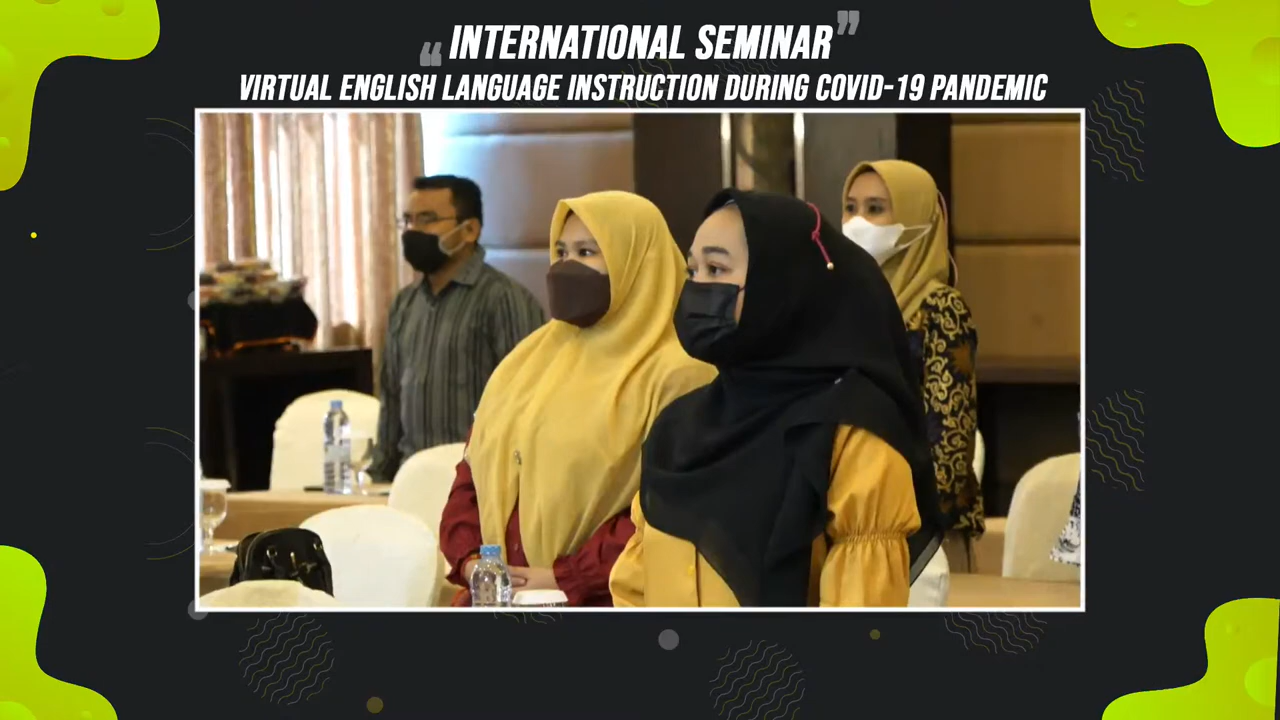 “INTERNATIONAL SEMINAR”
VIRTUAL ENGLISH LANGUAGE INSTRUCTION DURING COVID-19 PANDEMIC